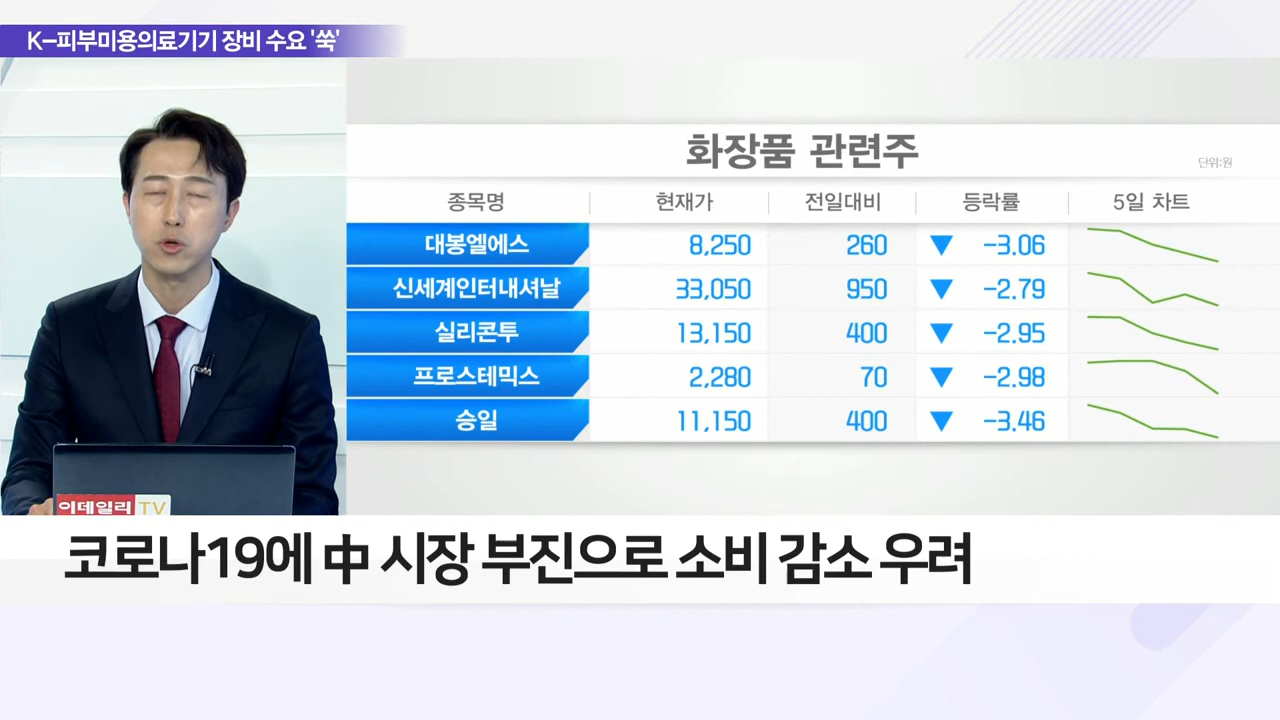 K-피부미용의료기기 장비 수요 '쑥'
화장품 관련주
단위:원
종목명 현재가 전일대비 등락률 5일 차트
대봉엘에스 8,250 260 ▼ -3.06
신세계인터내셔날 33,050 950 ▼ -2.79
실리콘투 13,150 400 ▼ -2.95
프로스테믹스 2,280 70 ▼ -2.98
승일 11,150 400 ▼ -3.46
이데일리 TV
코로나19에 中 시장 부진으로 소비 감소 우려